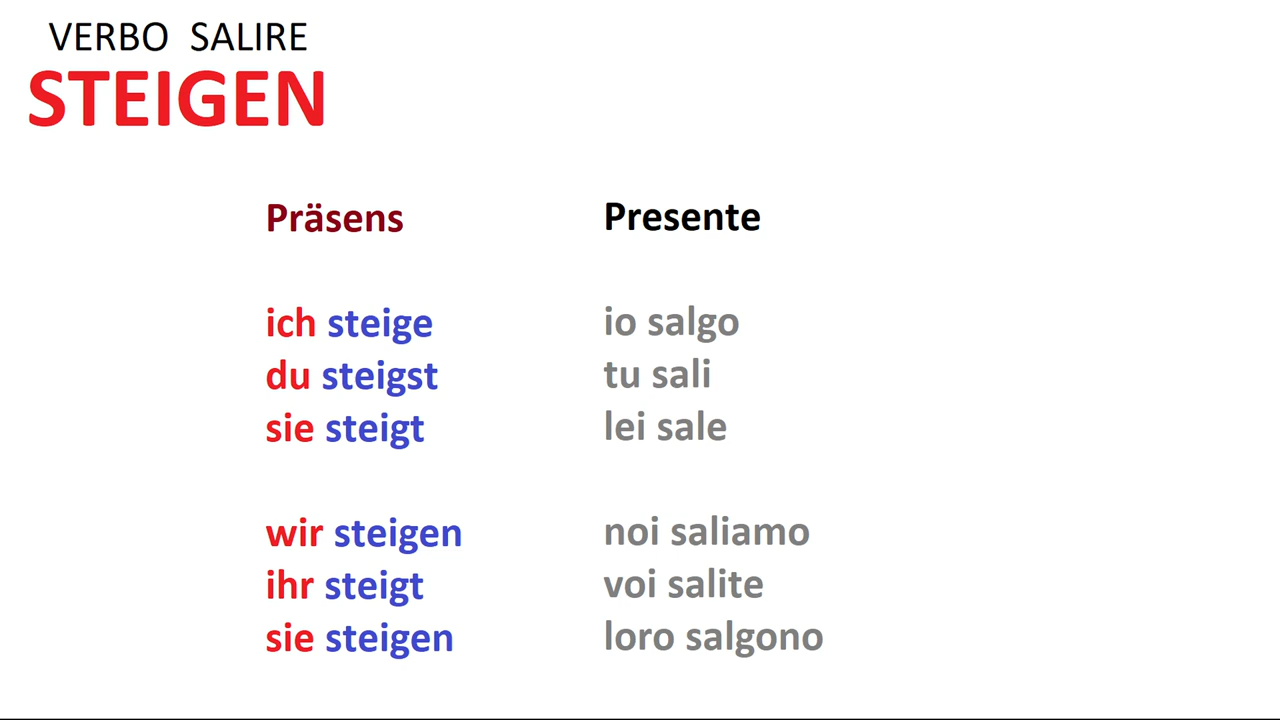 VERBO SALIRE
STEIGEN
Präsens Presente
ich steige io salgo
du steigst tu sali
sie steigt lei sale
wir steigen noi saliamo
ihr steigt voi salite
sie steigen loro salgono